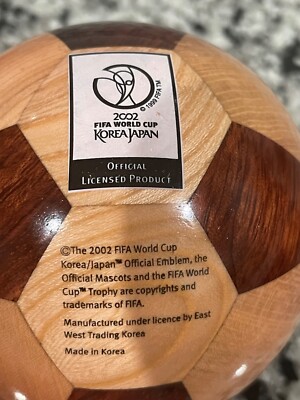 © 1999 FIFA TM
2002
FIFA WORLD CUP
KOREA JAPAN
OFFICIAL
LICENSED PRODUCT
©The 2002 FIFA World Cup
Korea/Japan™ Official Emblem, the
Official Mascots and the FIFA World
Cup™ Trophy are copyrights and
trademarks of FIFA.
Manufactured under licence by East
West Trading Korea
Made in Korea